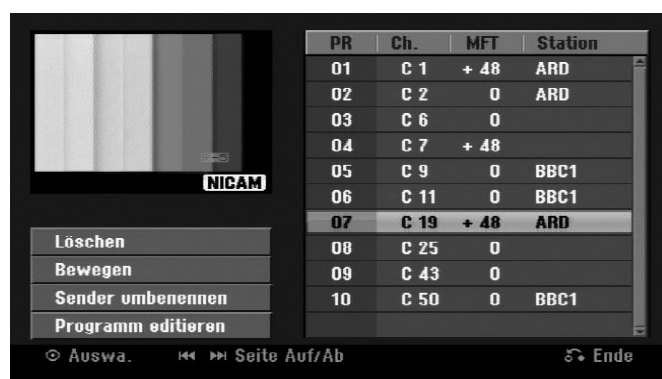 PR Ch. MFT Station
01 C 1 + 48 ARD
02 C 2 0 ARD
03 C 6 0
04 C 7 + 48
05 C 9 0 BBC1
06 C 11 0 BBC1
07 C 19 + 48 ARD
08 C 25 0
09 C 43 0
10 C 50 0 BBC1
NICAM
Löschen
Bewegen
Sender umbenennen
Programm editieren
Auswa. Seite Auf/Ab Ende